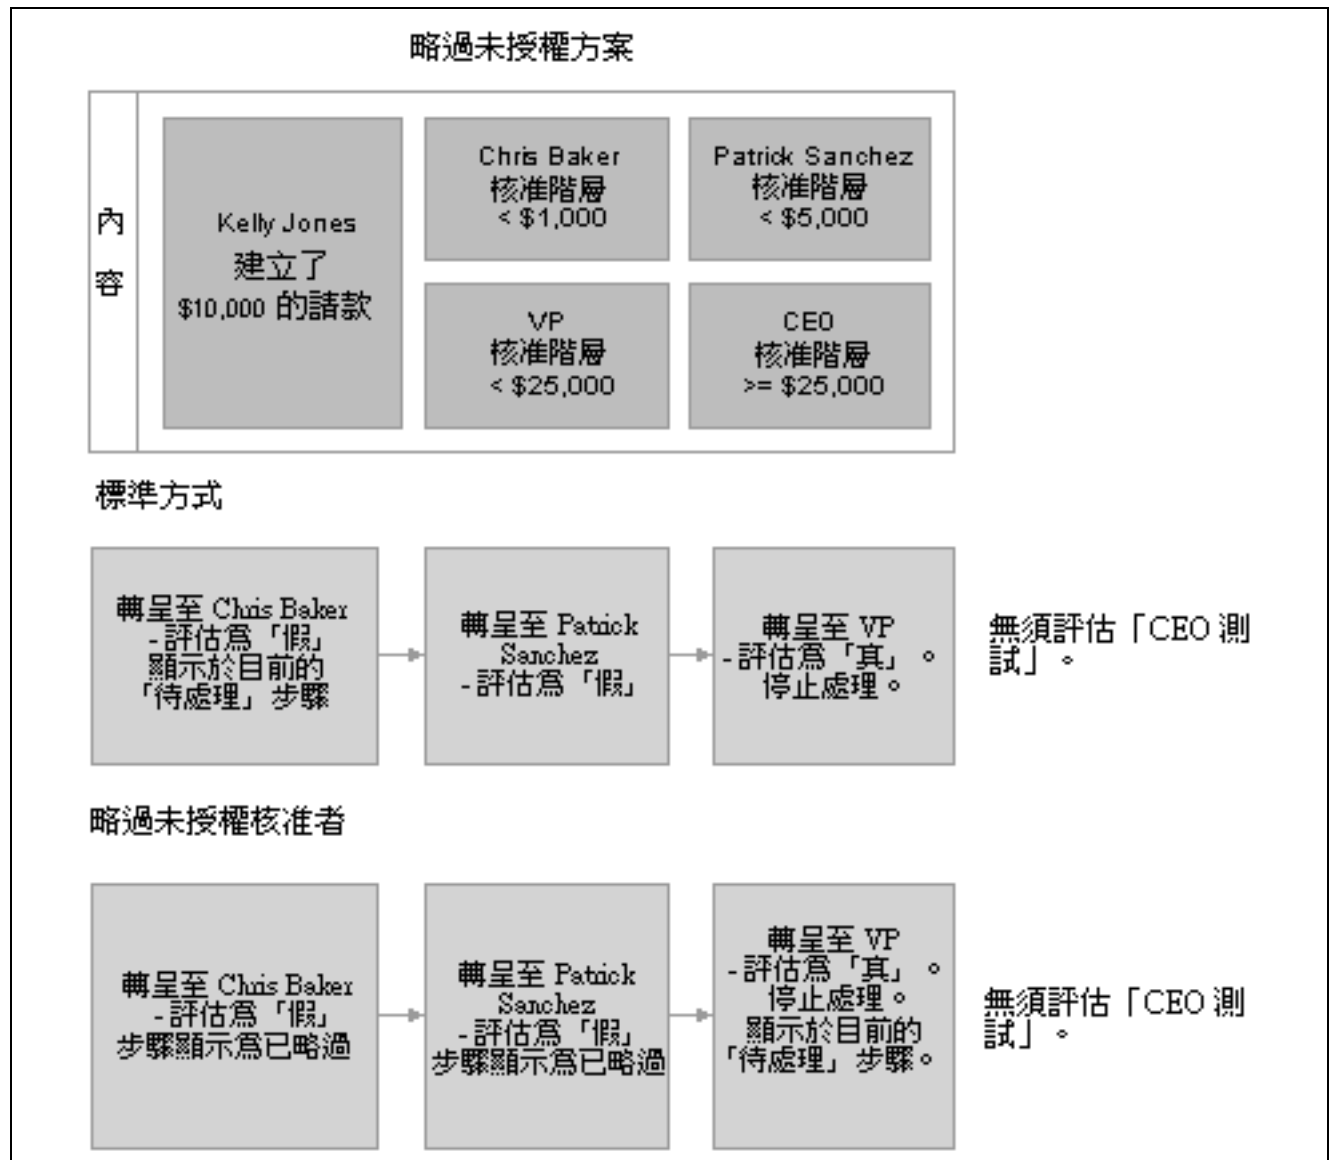 略過未授權方案
內
容
Kelly Jones
建立了
$10,000 的請款
Chris Baker
核准階層
< $1,000
Patrick Sanchez
核准階層
< $5,000
VP
核准階層
< $25,000
CEO
核准階層
>= $25,000
標準方式
轉呈至 Chris Baker
-評估為「假」
顯示於目前的
「待處理」步驟
轉呈至 Patrick
Sanchez
-評估為「假」
轉呈至 VP
-評估為「真」。
停止處理。
無須評估「CEO 測
試」。
略過未授權核准者
轉呈至 Chris Baker
-評估為「假」
步驟顯示為已略過
轉呈至 Patrick
Sanchez
-評估為「假」
步驟顯示為已略過
轉呈至 VP
-評估為「真」。
停止處理。
顯示於目前的
「待處理」步驟。
無須評估「CEO 測
試」。